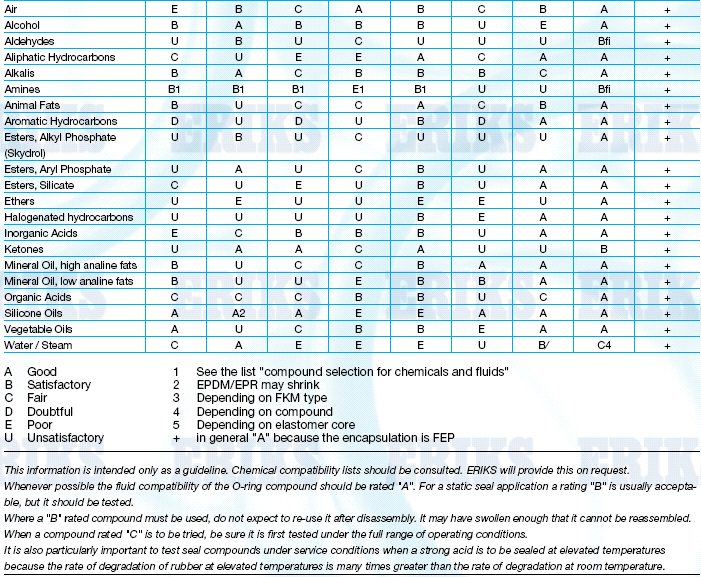 Air E B C A B C B A +
Alcohol B A B B B U E A +
Aldehydes U B U C U U U Bfi +
Aliphatic Hydrocarbons C U E E A C A A +
Alkalis B A C B B B C A +
Amines B1 B1 B1 E1 B1 U U Bfi +
Animal Fats B U C C A C B A +
Aromatic Hydrocarbons D U D U B D A A +
Esters, Alkyl Phosphate U B U C U U U A +
(Skydrol)
Esters, Aryl Phosphate U A U C B U A A +
Esters, Silicate C U E U B U A A +
Ethers U E U U E E U A +
Halogenated hydrocarbons U U U U B E A A +
Inorganic Acids E C B B B U A A +
Ketones U A A C A U U B +
Mineral Oil, high analine fats B U C C B A A A +
Mineral Oil, low analine fats B U U E B B A A +
Organic Acids C C C B B U C A +
Silicone Oils A A2 A E E A A A +
Vegetable Oils A U C B B E A A +
Water / Steam C A E E E U B/ C4 +
A Good 1 See the list "compound selection for chemicals and fluids"
B Satisfactory 2 EPDM/EPR may shrink
C Fair 3 Depending on FKM type
D Doubtful 4 Depending on compound
E Poor 5 Depending on elastomer core
U Unsatisfactory + in general "A" because the encapsulation is FEP
This information is intended only as a guideline. Chemical compatibility lists should be consulted. ERIKS will provide this on request.
Whenever possible the fluid compatibility of the O-ring compound should be rated "A". For a static seal application a rating "B" is usually accepta-
ble, but it should be tested.
Where a "B" rated compound must be used, do not expect to re-use it after disassembly. It may have swollen enough that it cannot be reassembled.
When a compound rated "C" is to be tried, be sure it is first tested under the full range of operating conditions.
It is also particularly important to test seal compounds under service conditions when a strong acid is to be sealed at elevated temperatures
because the rate of degradation of rubber at elevated temperatures is many times greater than the rate of degradation at room temperature.